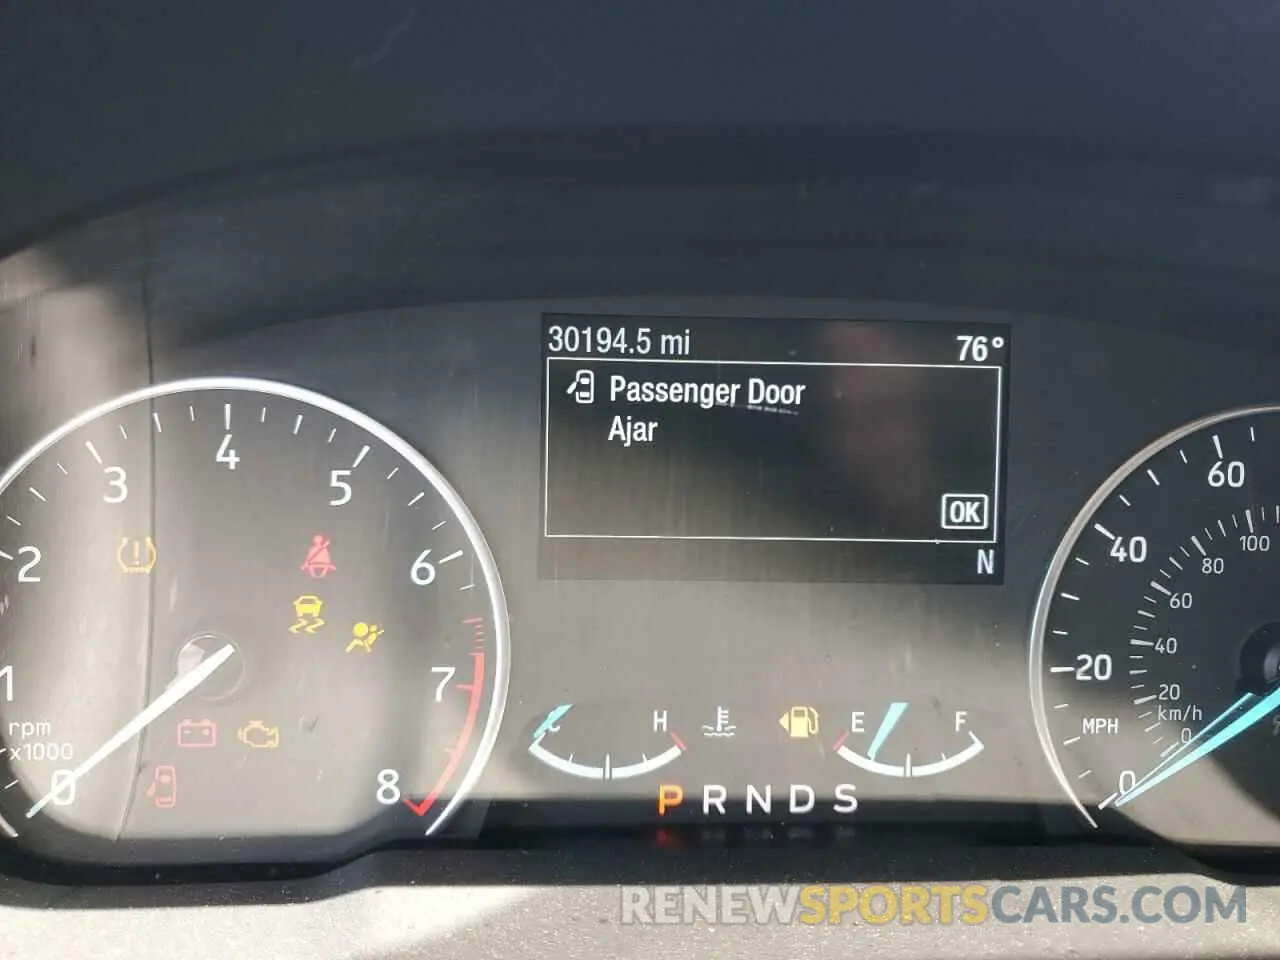 30194.5 mi 76°
Passenger Door
Ajar
OK
N
1 2 3 4 5 6 7 8
rpm
x1000
0
H
E F
P R N D S
60
40
20
MPH
0
100
80
60
40
20
km/h
0
RENEWSPORTSCARS.COM